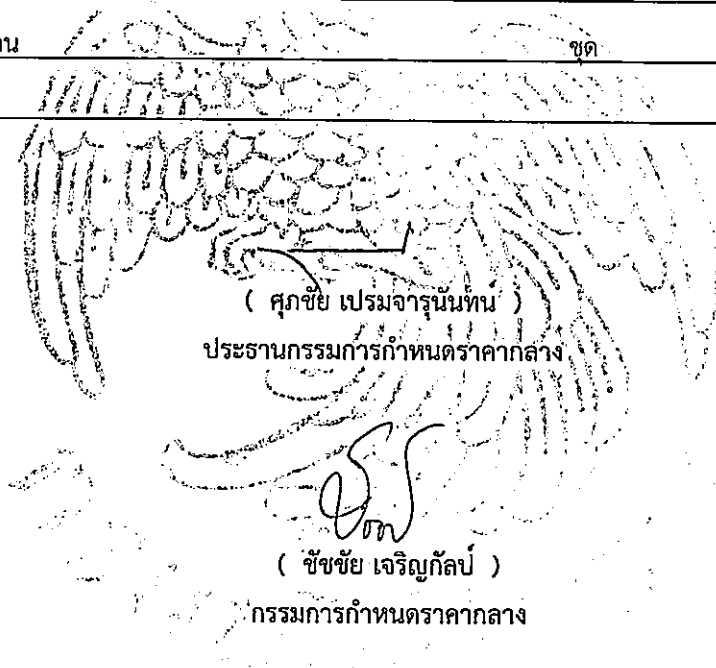 ชุด
( ศุภชัย เปรมจารุนันทน์ )
ประธานกรรมการกำหนดราคากลาง
( ชัชชัย เจริญกัลป์ )
กรรมการกำหนดราคากลาง